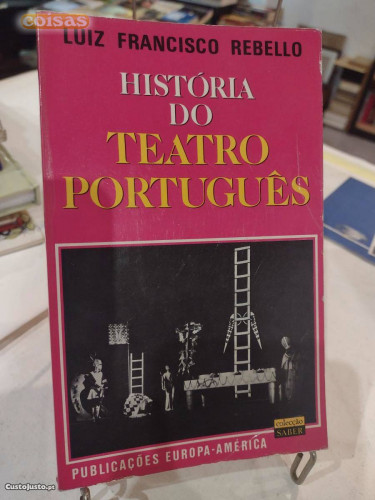 coisas
LUIZ FRANCISCO REBELLO
HISTÓRIA
DO
TEATRO
PORTUGUÊS
colecção
SABER
PUBLICAÇÕES EUROPA-AMÉRICA
CustoJusto.pt